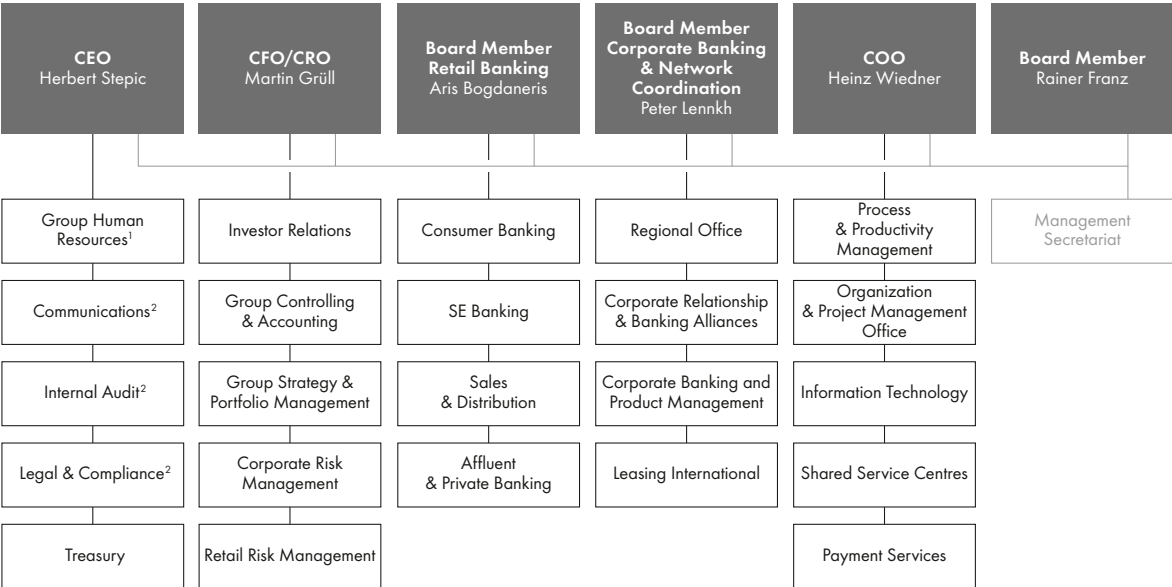 CEO
Herbert Stepic
CFO/CRO
Martin Grüll
Board Member
Retail Banking
Aris Bogdaneris
Board Member
Corporate Banking
& Network
Coordination
Peter Lennkh
COO
Heinz Wiedner
Board Member
Rainer Franz
Group Human
Resources¹
Investor Relations
Consumer Banking
Regional Office
Process
& Productivity
Management
Management
Secretariat
Communications²
Group Controlling
& Accounting
SE Banking
Corporate Relationship
& Banking Alliances
Organization
& Project Management
Office
Internal Audit²
Group Strategy &
Portfolio Management
Sales
& Distribution
Corporate Banking and
Product Management
Information Technology
Legal & Compliance²
Corporate Risk
Management
Affluent
& Private Banking
Leasing International
Shared Service Centres
Treasury
Retail Risk Management
Payment Services